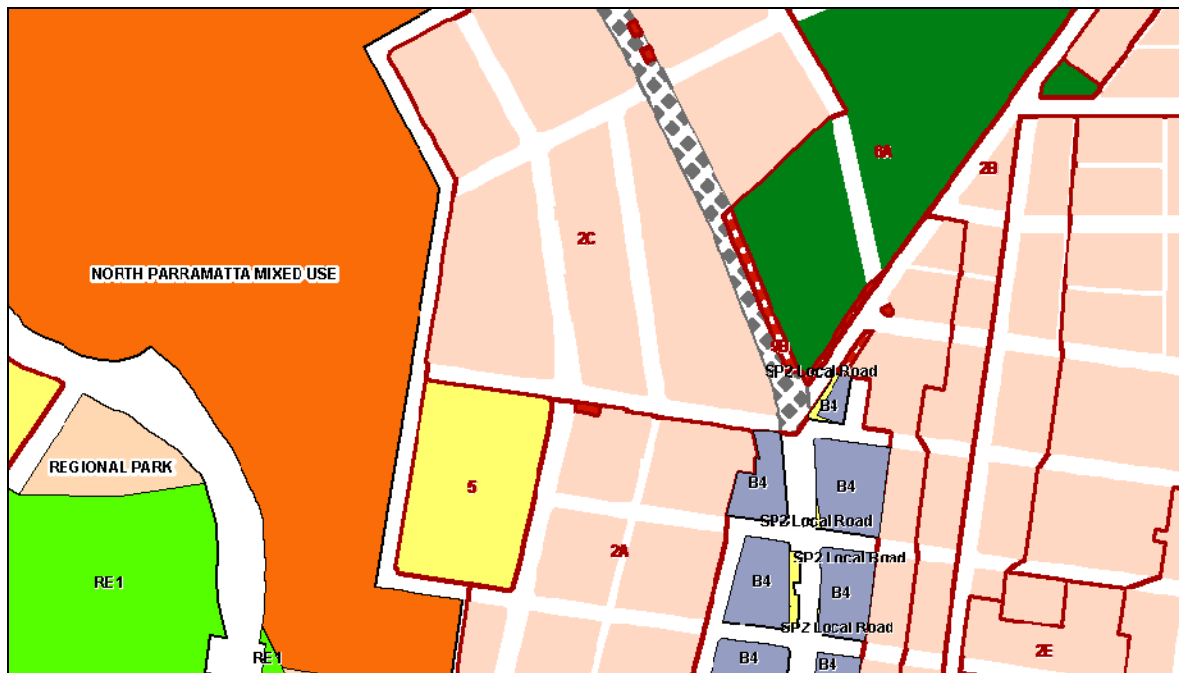 6A
2B
2C
NORTH PARRAMATTA MIXED USE
9B
SP2 Local Road
B4
REGIONAL PARK
5
B4
B4
SP2 Local Road
2A
SP2 Local Road
RE1
B4
B4
SP2 Local Road
2E
RE1
B4
B4